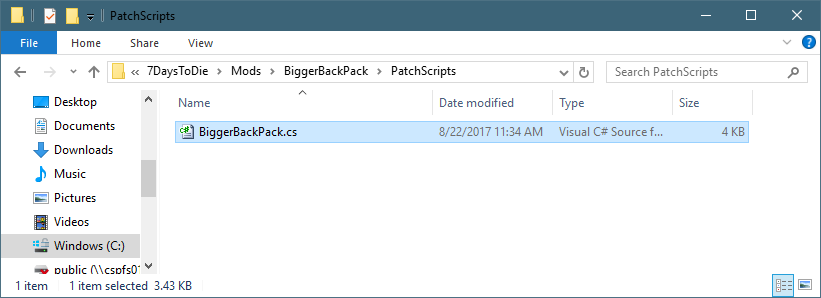 PatchScripts
File Home Share View
« 7DaysToDie > Mods > BiggerBackPack > PatchScripts Search PatchScripts
Desktop
Documents
Downloads
Music
Pictures
Videos
Windows (C:)
public (\\cspfs01
Name Date modified Type Size
BiggerBackPack.cs 8/22/2017 11:34 AM Visual C# Source f... 4 KB
1 item 1 item selected 3.43 KB